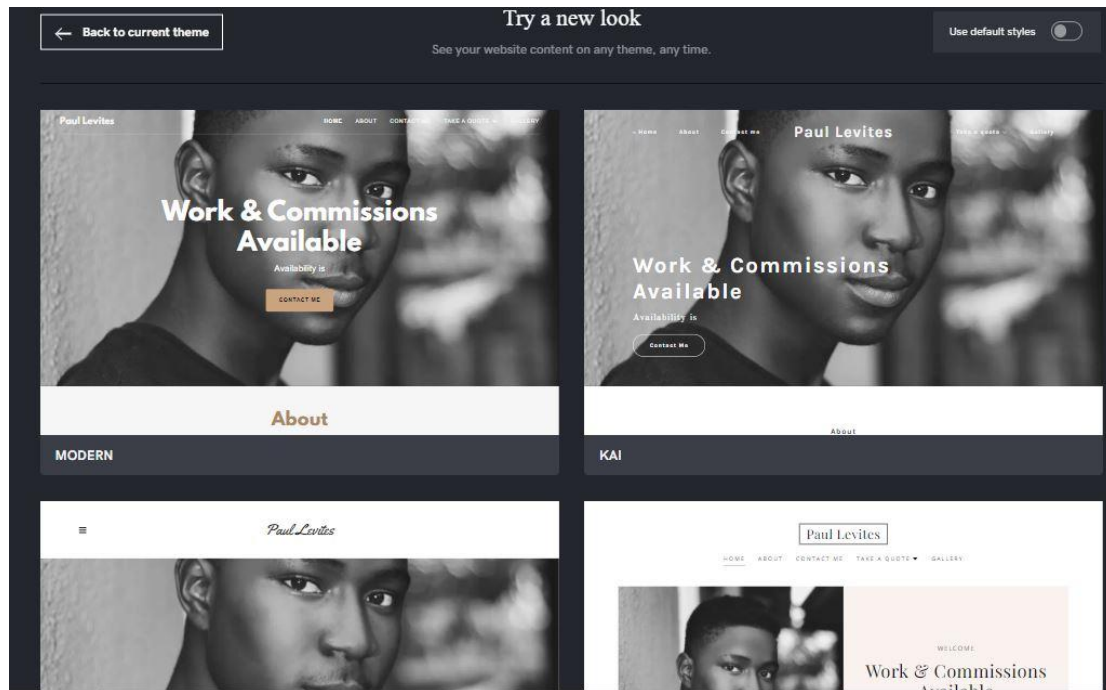 Back to current theme
Try a new look
See your website content on any theme, any time.
Use default styles
Paul Levites
HOME ABOUT CONTACT ME TAKE A QUOTE GALLERY
Work & Commissions
Available
Availability is
CONTACT ME
About
MODERN
Home About Contact me Paul Levites Take a quote Gallery
Work & Commissions
Available
Availability is
Contact Me
About
KAI
Paul Levites
Paul Levites
HOME ABOUT CONTACT ME TAKE A QUOTE GALLERY
WELCOME
Work & Commissions
Available